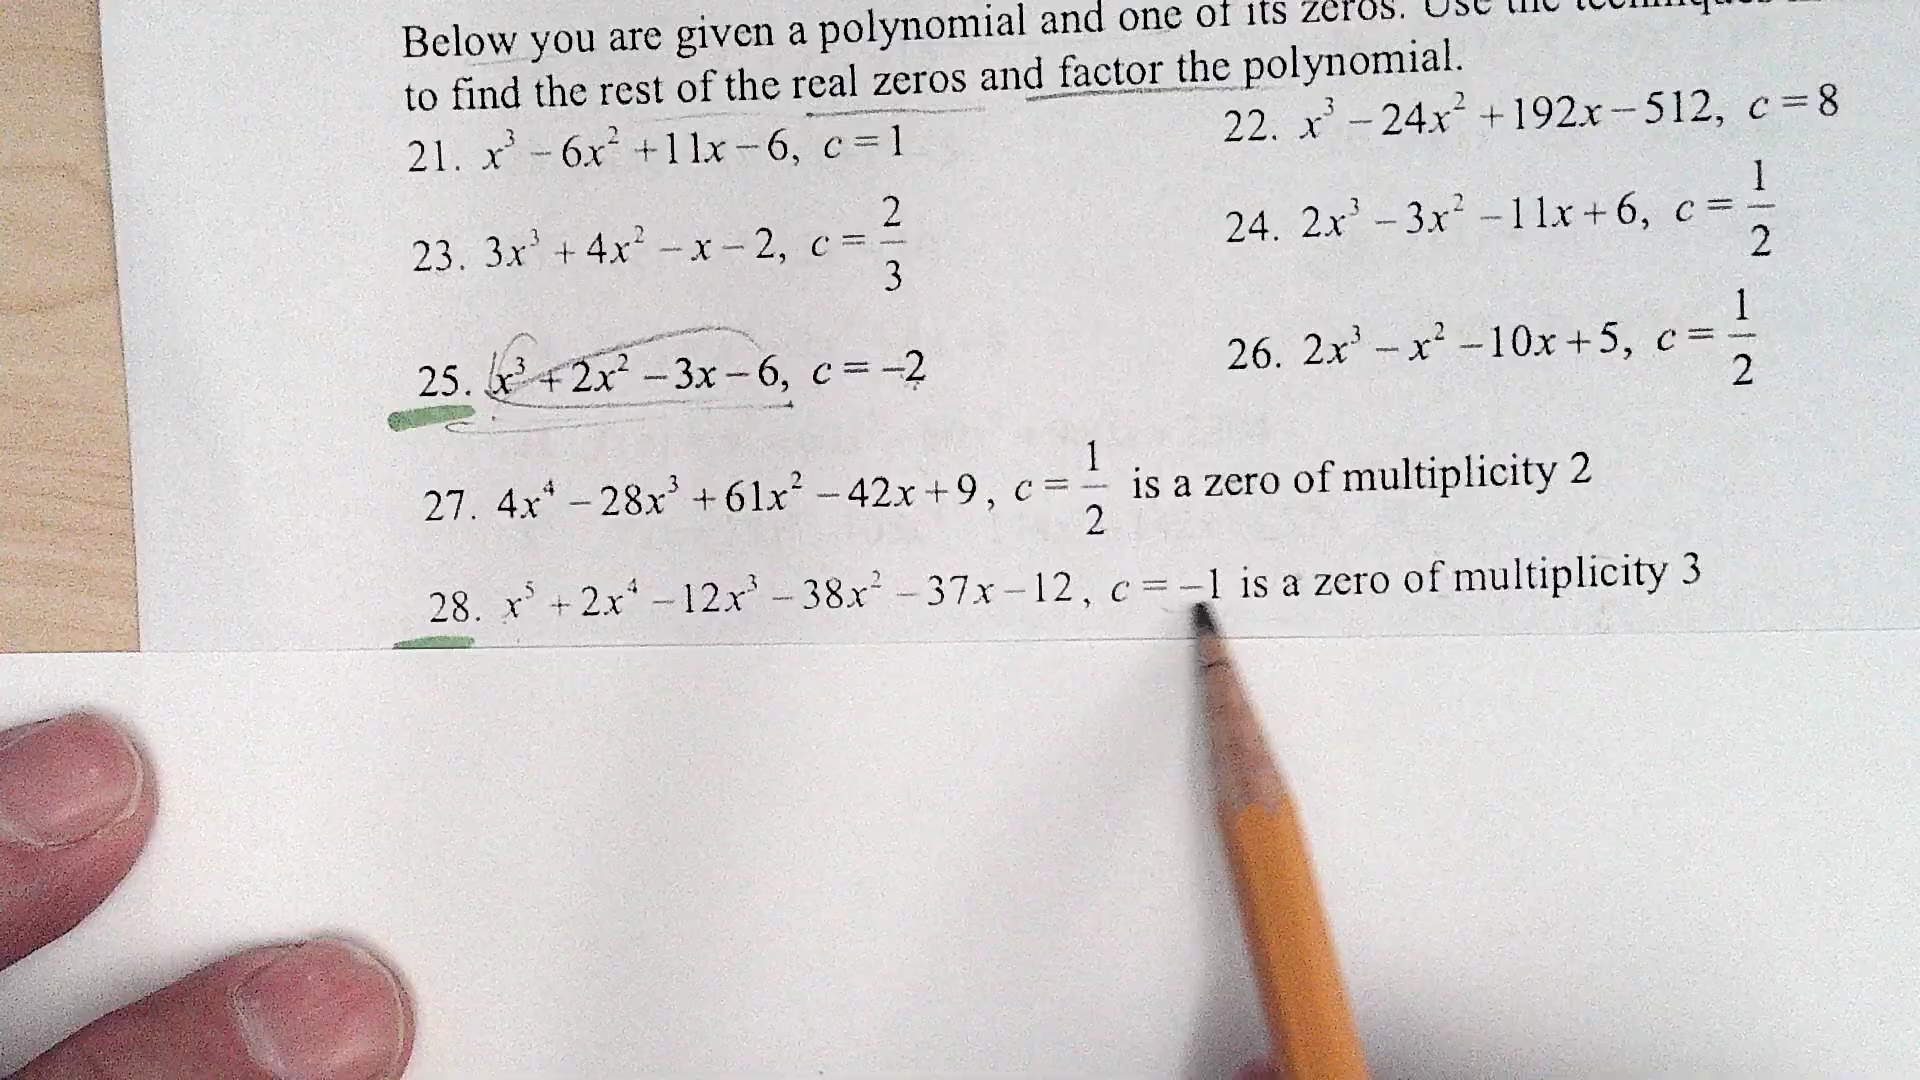 Below you are given a polynomial and one of its zeros. Use the
to find the rest of the real zeros and factor the polynomial.
21. x³ − 6x² + 11x − 6, c = 1
22. x³ − 24x² + 192x − 512, c = 8
23. 3x³ + 4x² − x − 2, c = 2/3
24. 2x³ − 3x² − 11x + 6, c = 1/2
25. x³ + 2x² − 3x − 6, c = −2
26. 2x³ − x² − 10x + 5, c = 1/2
27. 4x⁴ − 28x³ + 61x² − 42x + 9, c = 1/2 is a zero of multiplicity 2
28. x⁵ + 2x⁴ − 12x³ − 38x² − 37x − 12, c = −1 is a zero of multiplicity 3